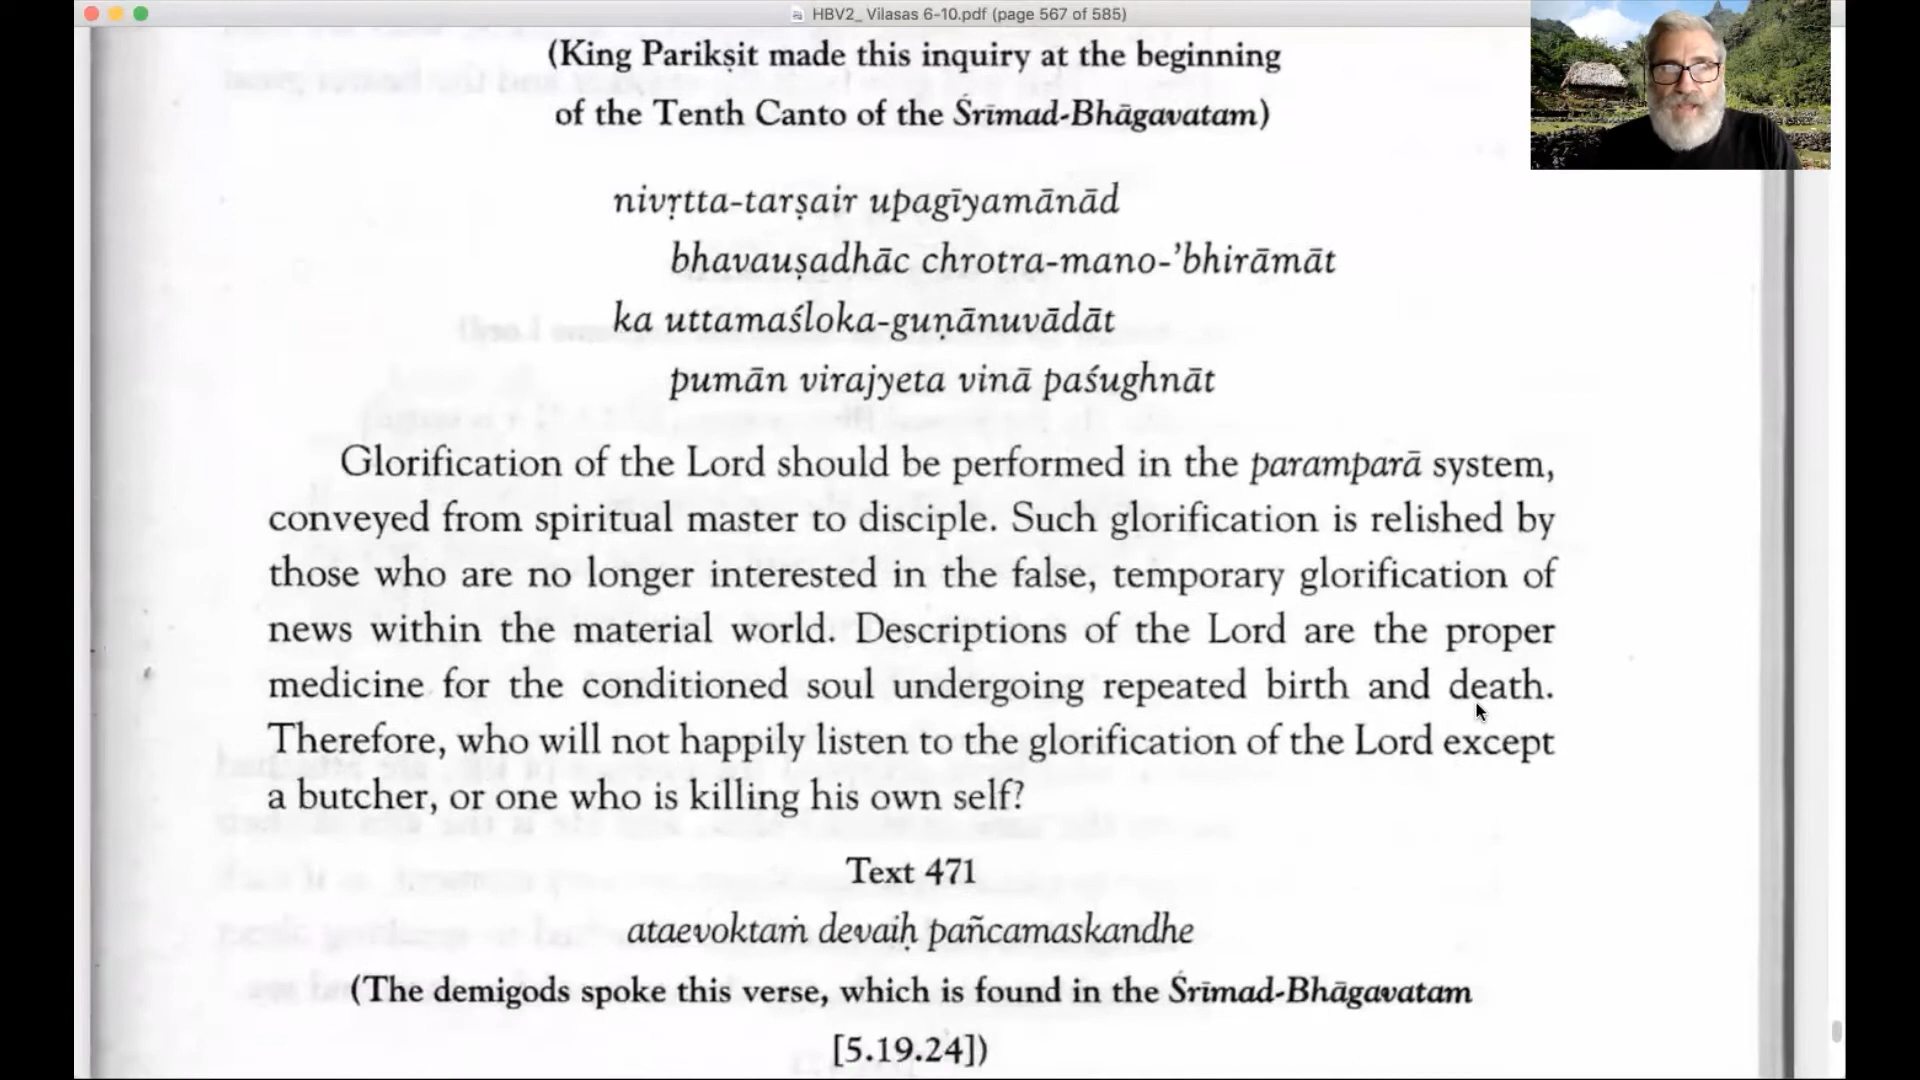 HBV2_ Vilasas 6-10.pdf (page 567 of 585)
(King Parikṣit made this inquiry at the beginning
of the Tenth Canto of the Śrīmad-Bhāgavatam)
nivṛtta-tarṣair upagīyamānād
bhavauṣadhāc chrotra-mano-'bhirāmāt
ka uttamaśloka-guṇānuvādāt
pumān virajyeta vinā paśughnāt
Glorification of the Lord should be performed in the paramparā system,
conveyed from spiritual master to disciple. Such glorification is relished by
those who are no longer interested in the false, temporary glorification of
news within the material world. Descriptions of the Lord are the proper
medicine for the conditioned soul undergoing repeated birth and death.
Therefore, who will not happily listen to the glorification of the Lord except
a butcher, or one who is killing his own self?
Text 471
ataevoktaṁ devaiḥ pañcamaskandhe
(The demigods spoke this verse, which is found in the Śrīmad-Bhāgavatam
[5.19.24])